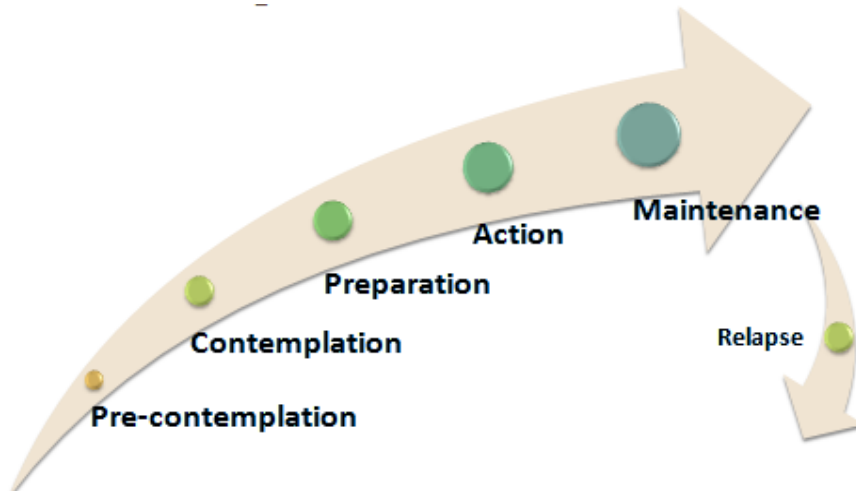 Maintenance
Action
Preparation
Relapse
Contemplation
Pre-contemplation